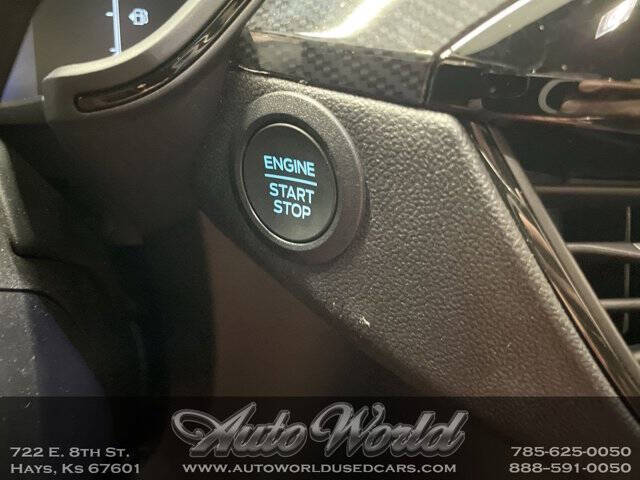 ENGINE
START
STOP
Auto World
722 E. 8th St.
Hays, Ks 67601
www.autoworldusedcars.com
785-625-0050
888-591-0050